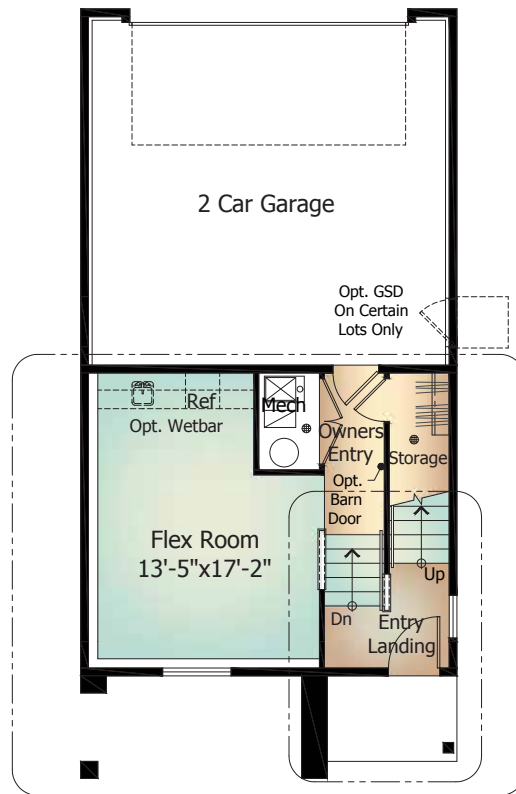 2 Car Garage
Opt. GSD
On Certain
Lots Only
Ref
Opt. Wetbar
Mech
Owners
Entry
Storage
Opt.
Barn
Door
Flex Room
13'-5"x17'-2"
Up
Dn
Entry
Landing